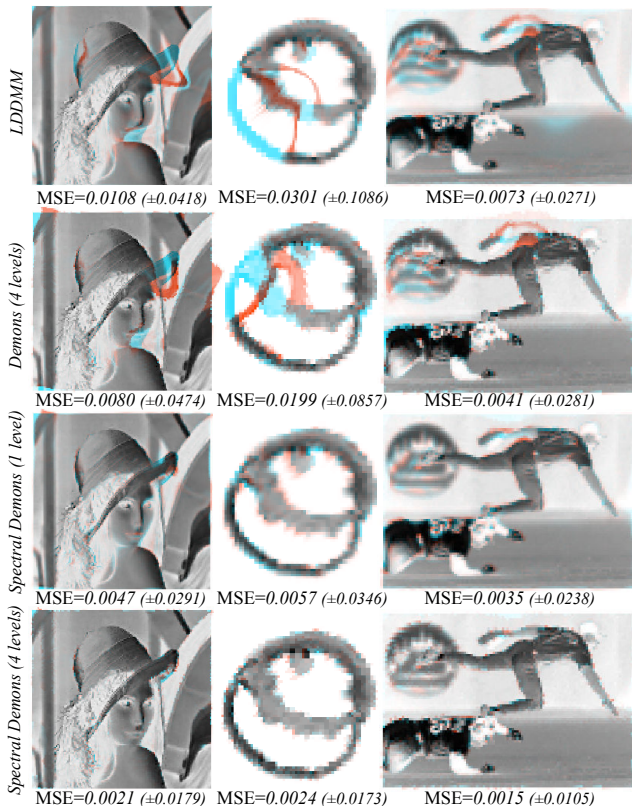 LDDMM
MSE=0.0108 (±0.0418) MSE=0.0301 (±0.1086) MSE=0.0073 (±0.0271)
Demons (4 levels)
MSE=0.0080 (±0.0474) MSE=0.0199 (±0.0857) MSE=0.0041 (±0.0281)
Spectral Demons (1 level)
MSE=0.0047 (±0.0291) MSE=0.0057 (±0.0346) MSE=0.0035 (±0.0238)
Spectral Demons (4 levels)
MSE=0.0021 (±0.0179) MSE=0.0024 (±0.0173) MSE=0.0015 (±0.0105)